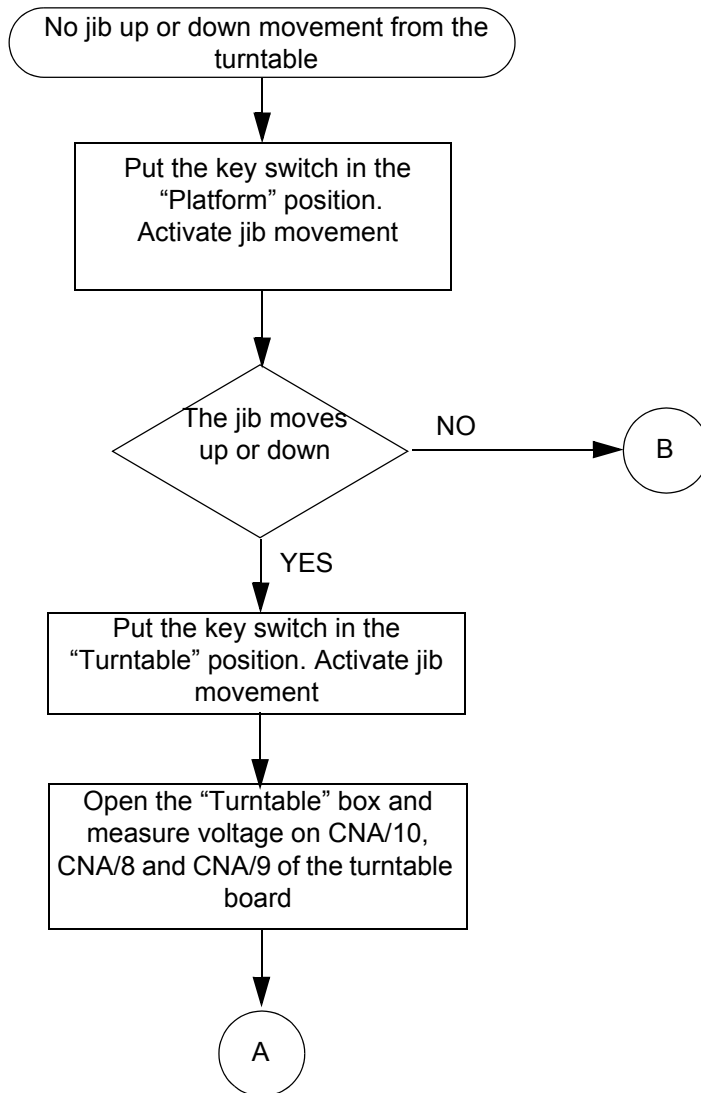 No jib up or down movement from the
turntable
Put the key switch in the
“Platform” position.
Activate jib movement
The jib moves
up or down
NO
B
YES
Put the key switch in the
“Turntable” position. Activate jib
movement
Open the “Turntable” box and
measure voltage on CNA/10,
CNA/8 and CNA/9 of the turntable
board
A